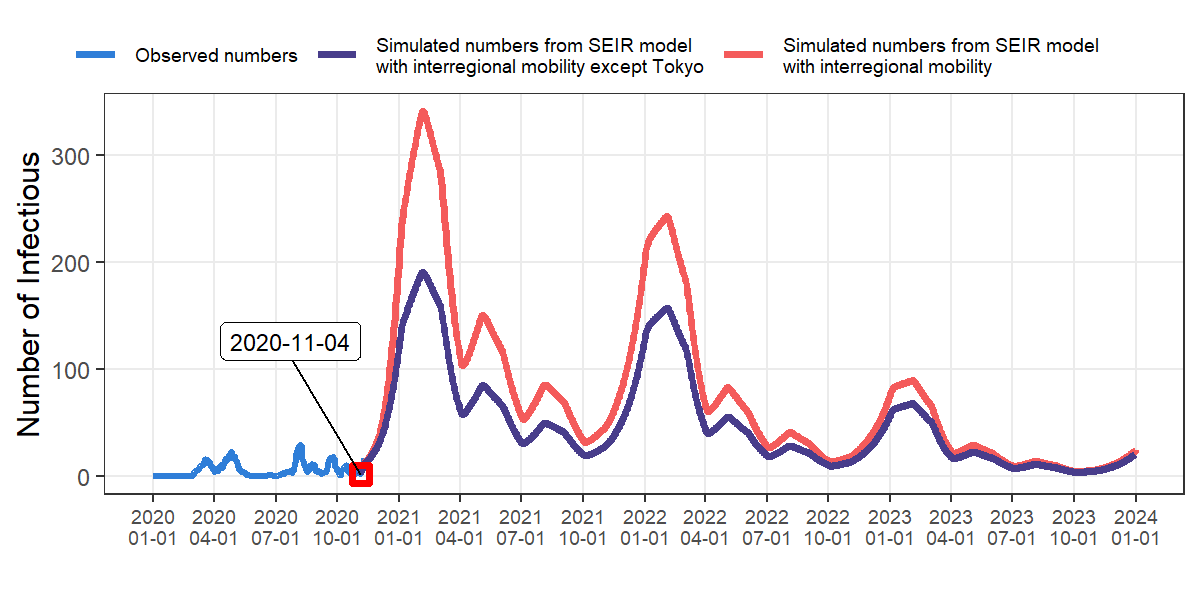 Observed numbers
Simulated numbers from SEIR model
with interregional mobility except Tokyo
Simulated numbers from SEIR model
with interregional mobility
Number of Infectious
300
200
100
0
2020-11-04
2020 2020 2020 2020 2021 2021 2021 2021 2022 2022 2022 2022 2023 2023 2023 2023 2024
01-01 04-01 07-01 10-01 01-01 04-01 07-01 10-01 01-01 04-01 07-01 10-01 01-01 04-01 07-01 10-01 01-01